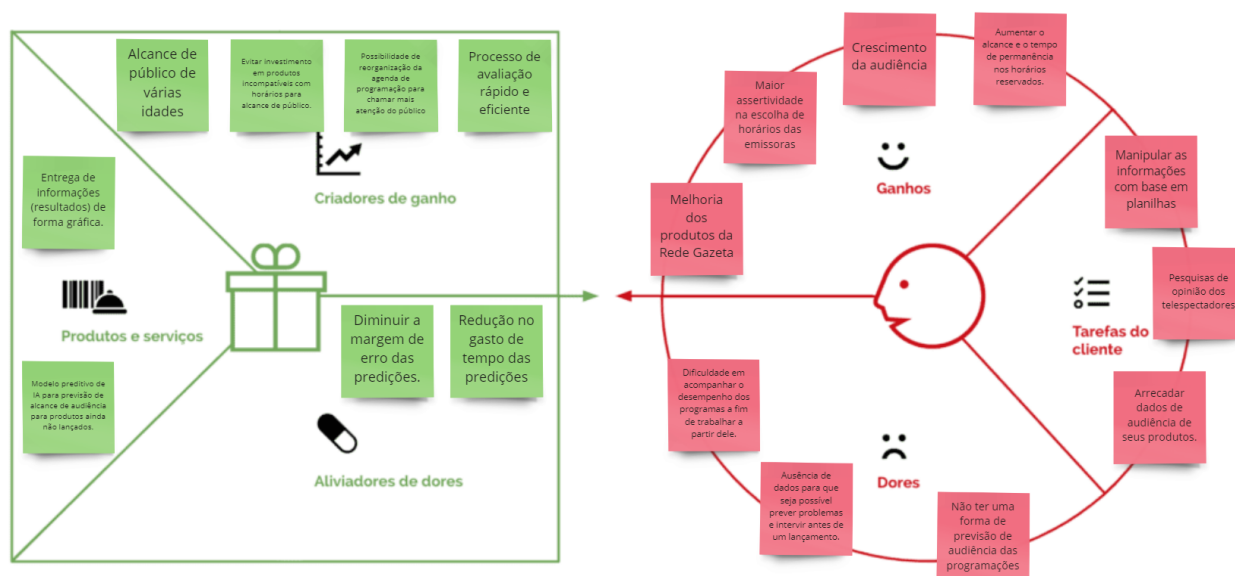 Alcance de
público de
várias
idades
Evitar investimento
em produtos
incompatíveis com
horários para
alcance de público.
Possibilidade de
reorganização da
agenda de
programação para
chamar mais
atenção do público
Processo de
avaliação
rápido e
eficiente
Criadores de ganho
Entrega de
informações
(resultados) de
forma gráfica.
Produtos e serviços
Modelo preditivo de
IA para previsão de
alcance de audiência
para produtos ainda
não lançados.
Diminuir a
margem de
erro das
predições.
Redução no
gasto de
tempo das
predições
Aliviadores de dores
Melhoria
dos
produtos da
Rede Gazeta
Maior
assertividade
na escolha de
horários das
emissoras
Crescimento
da audiência
Aumentar o
alcance e o tempo
de permanência
nos horários
reservados.
Ganhos
Manipular as
informações
com base em
planilhas
Pesquisas de
opinião dos
telespectadores
Tarefas do
cliente
Arrecadar
dados de
audiência de
seus produtos.
Dificuldade em
acompanhar o
desempenho dos
programas a fim
de trabalhar a
partir dele.
Dores
Ausência de
dados para que
seja possível
prever problemas
e intervir antes de
um lançamento.
Não ter uma
forma de
previsão de
audiência das
programações